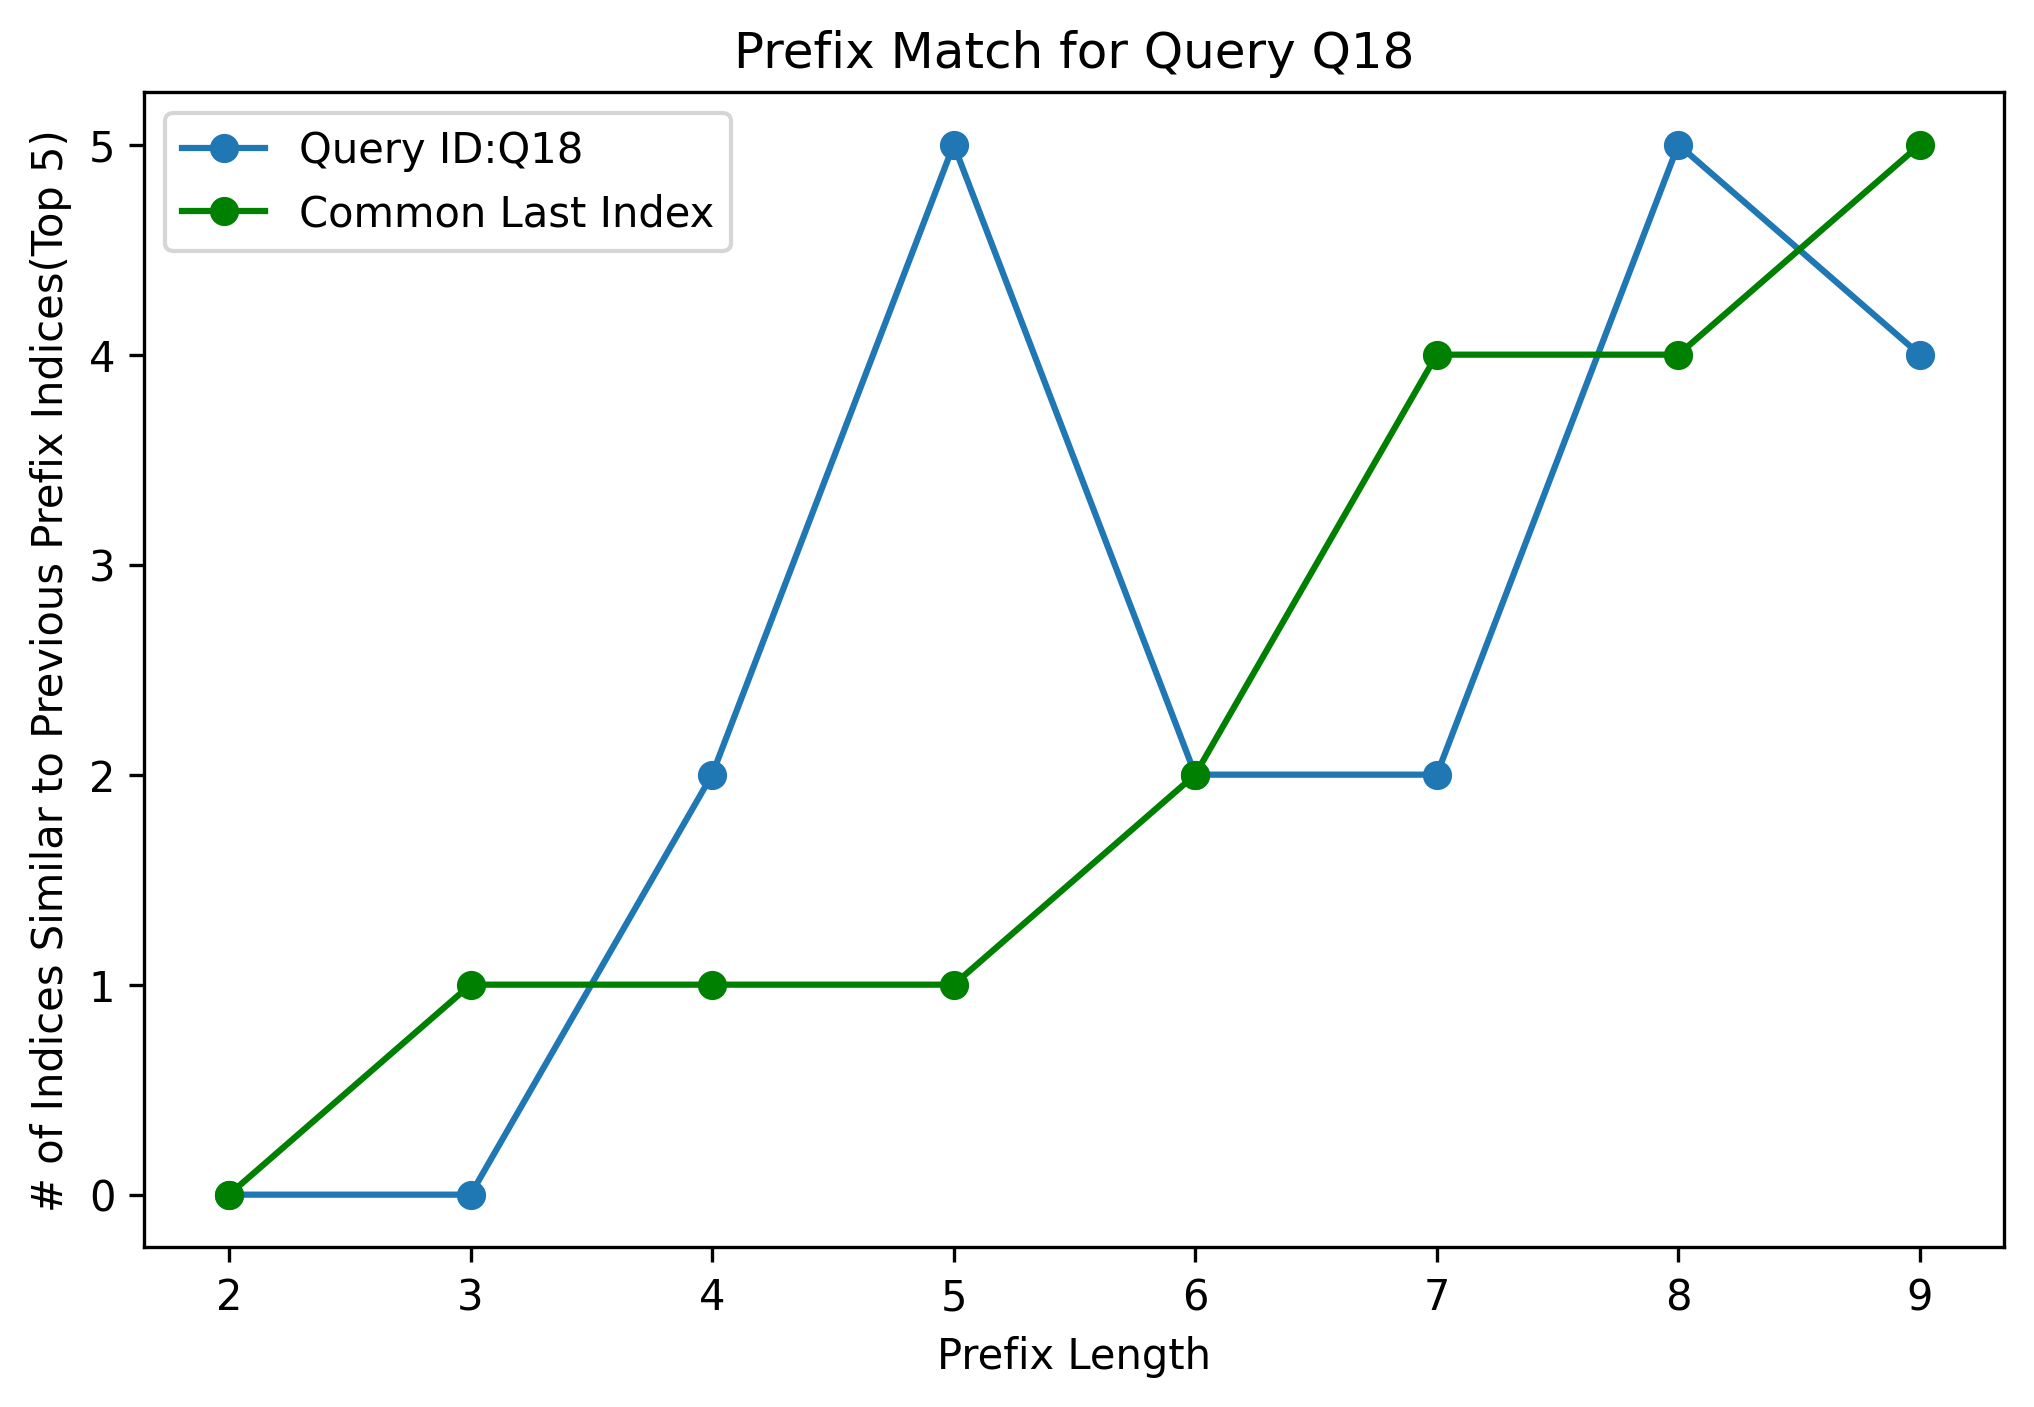 Prefix Match for Query Q18
Query ID:Q18
Common Last Index
# of Indices Similar to Previous Prefix Indices(Top 5)
5
4
3
2
1
0
2 3 4 5 6 7 8 9
Prefix Length